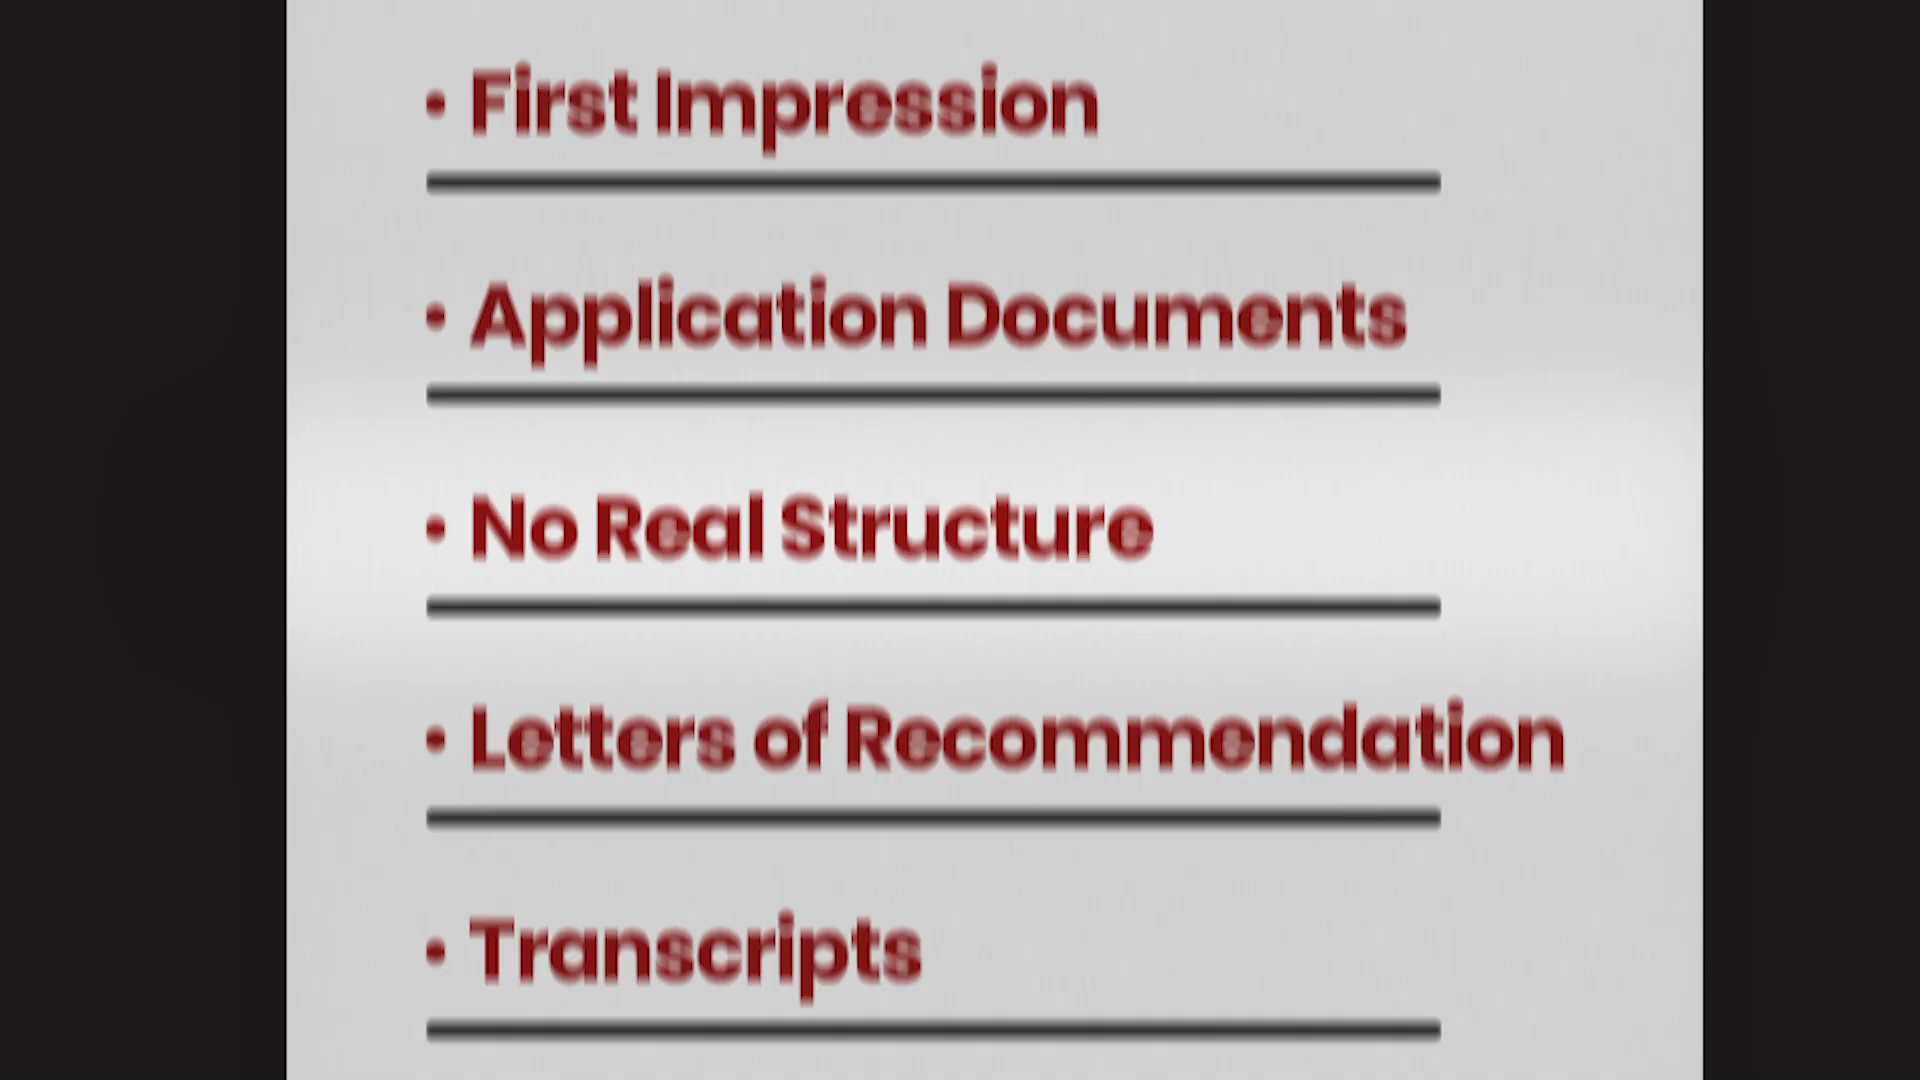 • First Impression
• Application Documents
• No Real Structure
• Letters of Recommendation
• Transcripts